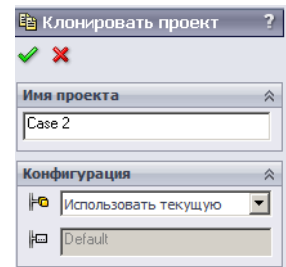 Клонировать проект ?
Имя проекта
Case 2
Конфигурация
Использовать текущую
Default